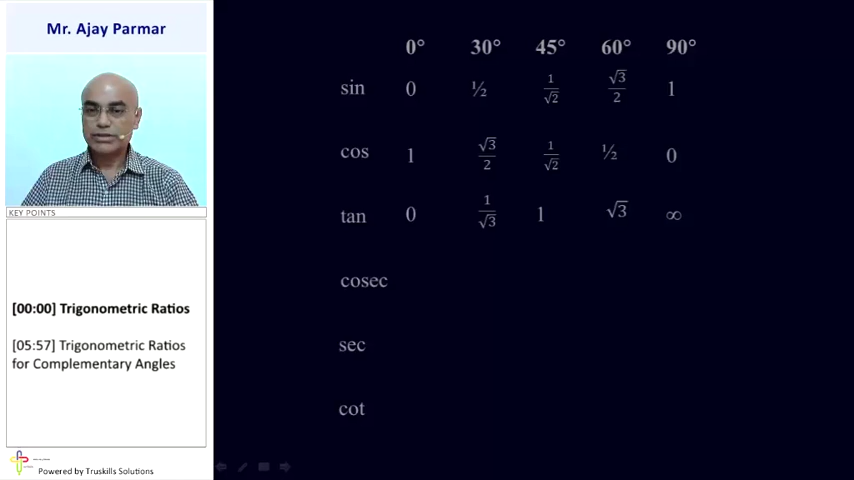 Mr. Ajay Parmar
KEY POINTS
[00:00] Trigonometric Ratios
[05:57] Trigonometric Ratios
for Complementary Angles
Powered by Truskills Solutions
0° 30° 45° 60° 90°
sin 0 ½ 1/√2 √3/2 1
cos 1 √3/2 1/√2 ½ 0
tan 0 1/√3 1 √3 ∞
cosec
sec
cot